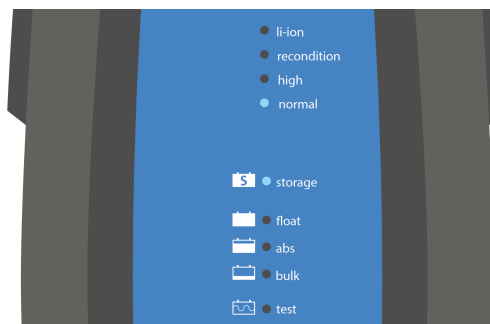 li-ion
recondition
high
normal
S storage
float
abs
bulk
test